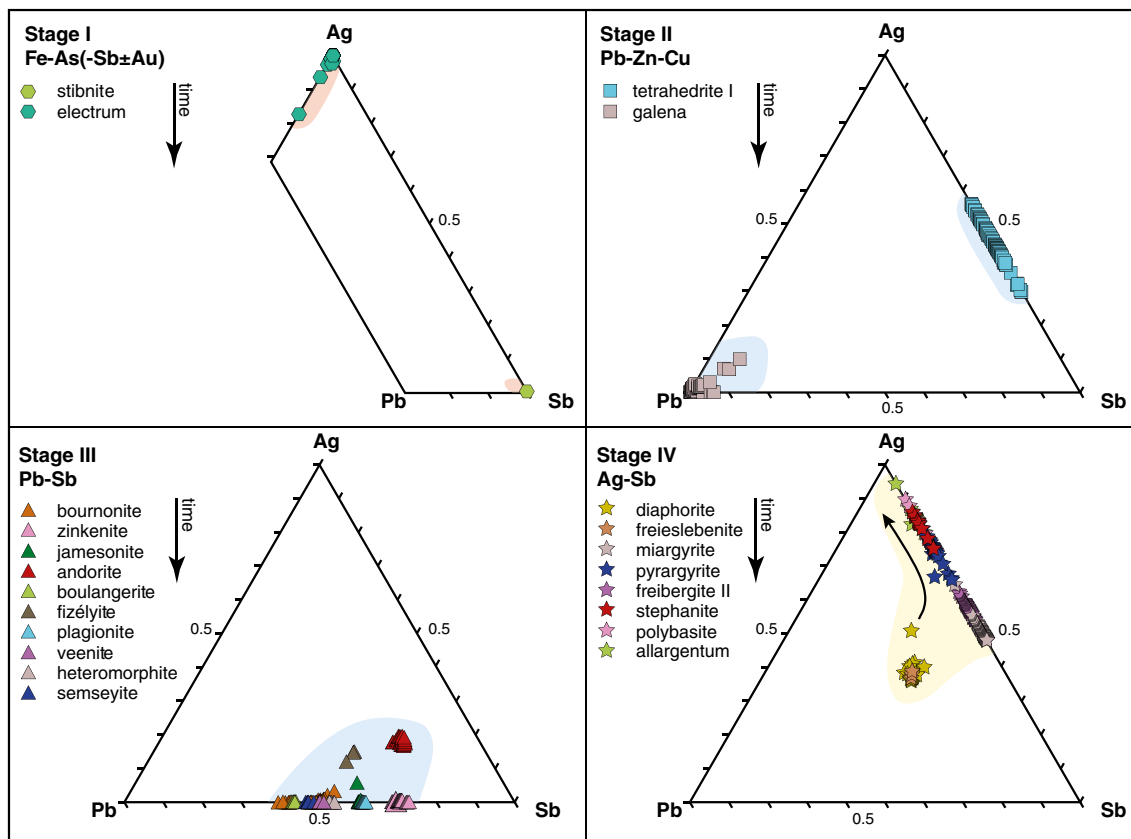 Stage I
Fe-As(-Sb±Au)
stibnite
electrum
time
Ag
0.5
Pb
Sb
Stage II
Pb-Zn-Cu
tetrahedrite I
galena
time
Ag
0.5
0.5
Pb
0.5
Sb
Stage III
Pb-Sb
bournonite
zinkenite
jamesonite
andorite
boulangerite
fizélyite
plagionite
veenite
heteromorphite
semseyite
time
Ag
0.5
0.5
Pb
0.5
Sb
Stage IV
Ag-Sb
diaphorite
freieslebenite
miargyrite
pyrargyrite
freibergite II
stephanite
polybasite
allargentum
time
Ag
0.5
0.5
Pb
0.5
Sb